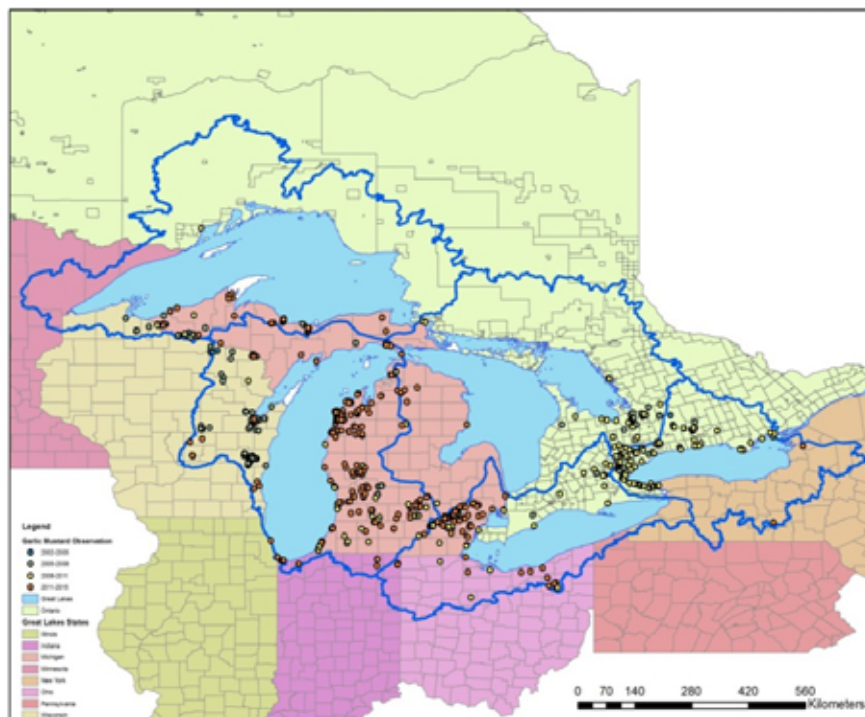 Legend
Garlic Mustard Observation
2002-2005
2005-2008
2008-2011
2011-2015
Great Lakes
Ontario
Great Lakes States
Illinois
Indiana
Michigan
Minnesota
New York
Ohio
Pennsylvania
Wisconsin
0 70 140 280 420 560
Kilometers